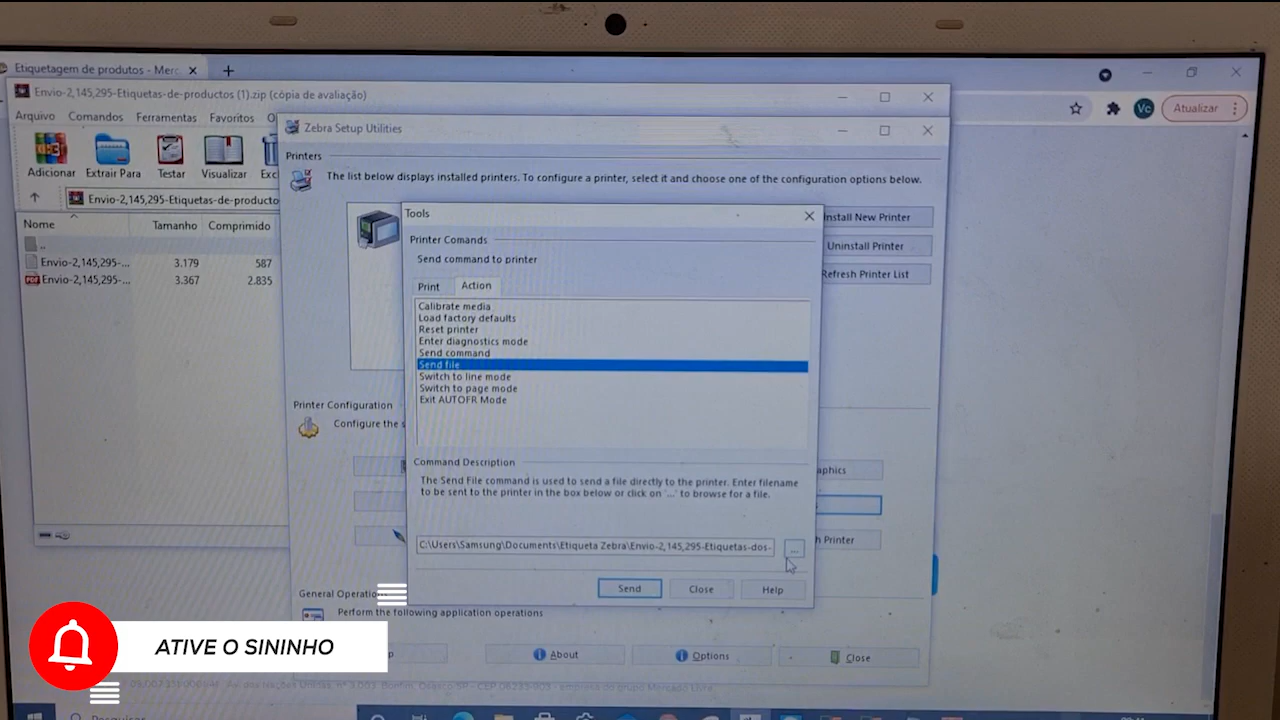 Etiquetagem de produtos - Merc
Envio-2,145,295-Etiquetas-de-productos (1).zip (cópia de avaliação)
Arquivo Comandos Ferramentas Favoritos O
Vc Atualizar
Zebra Setup Utilities
Adicionar Extrair Para Testar Visualizar Exc
Printers
The list below displays installed printers. To configure a printer, select it and choose one of the configuration options below.
Envio-2,145,295-Etiquetas-de-producto
Nome Tamanho Comprimido
..
Envio-2,145,295-... 3.179 587
Envio-2,145,295-... 3.367 2.835
Install New Printer
Uninstall Printer
Refresh Printer List
Tools
Printer Comands
Send command to printer
Print Action
Calibrate media
Load factory defaults
Reset printer
Enter diagnostics mode
Send command
Send file
Switch to line mode
Switch to page mode
Exit AUTOFR Mode
Printer Configuration
Configure the s
aphics
h Printer
Command Description
The Send File command is used to send a file directly to the printer. Enter filename
to be sent to the printer in the box below or click on '...' to browse for a file.
C:\Users\Samsung\Documents\Etiqueta Zebra\Envio-2,145,295-Etiquetas-dos-
...
Send Close Help
General Operatio
Perform the following application operations
p About Options Close
ATIVE O SININHO
Pesquisar